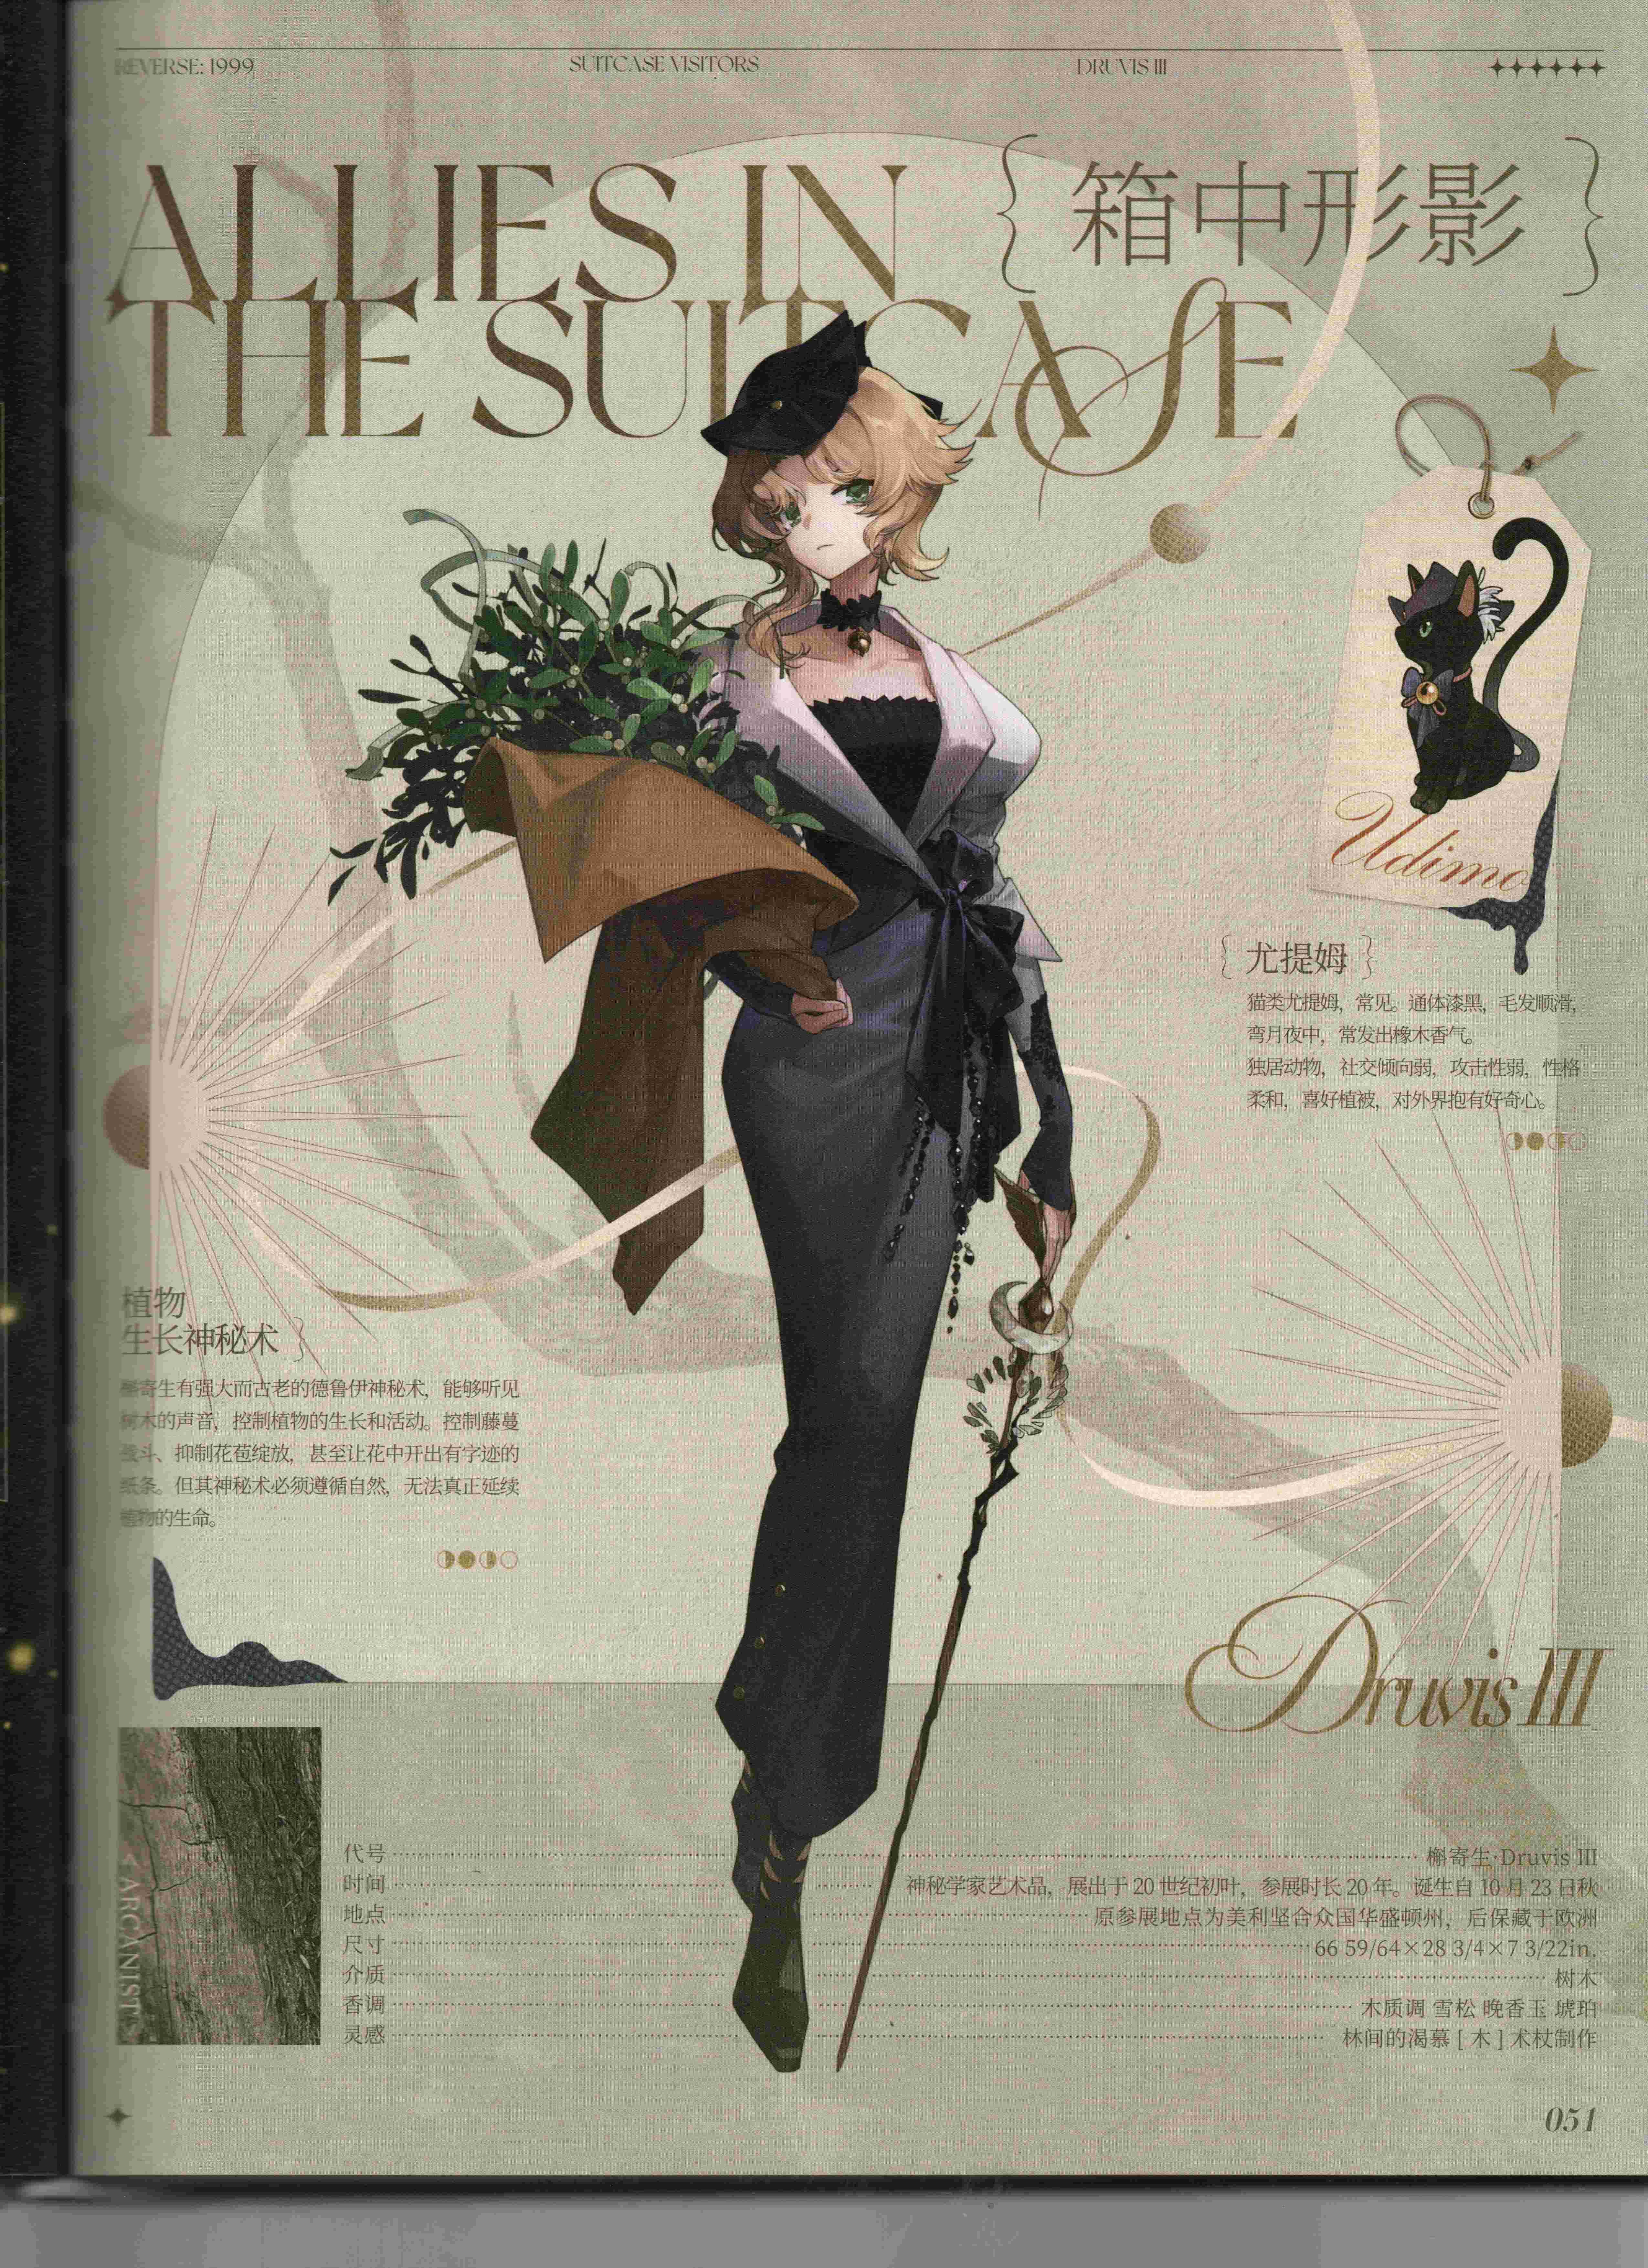 REVERSE: 1999
SUITCASE VISITORS
DRUVIS III
ALLIES IN
{箱中形影}
THE SUITCASE
Udimo
{尤提姆}
猫类尤提姆，常见。通体漆黑，毛发顺滑，
弯月夜中，常发出橡木香气。
独居动物，社交倾向弱，攻击性弱，性格
柔和，喜好植被，对外界抱有好奇心。
植物
生长神秘术}
槲寄生有强大而古老的德鲁伊神秘术，能够听见
树木的声音，控制植物的生长和活动。控制藤蔓
战斗、抑制花苞绽放，甚至让花中开出有字迹的
纸条。但其神秘术必须遵循自然，无法真正延续
植物的生命。
Druvis III
< ARCANIST >
代号 槲寄生·Druvis III
时间 神秘学家艺术品，展出于 20 世纪初叶，参展时长 20 年。诞生自 10 月 23 日秋
地点 原参展地点为美利坚合众国华盛顿州，后保藏于欧洲
尺寸 66 59/64×28 3/4×7 3/22in.
介质 树木
香调 木质调 雪松 晚香玉 琥珀
灵感 林间的渴慕 [ 木 ] 术杖制作
051